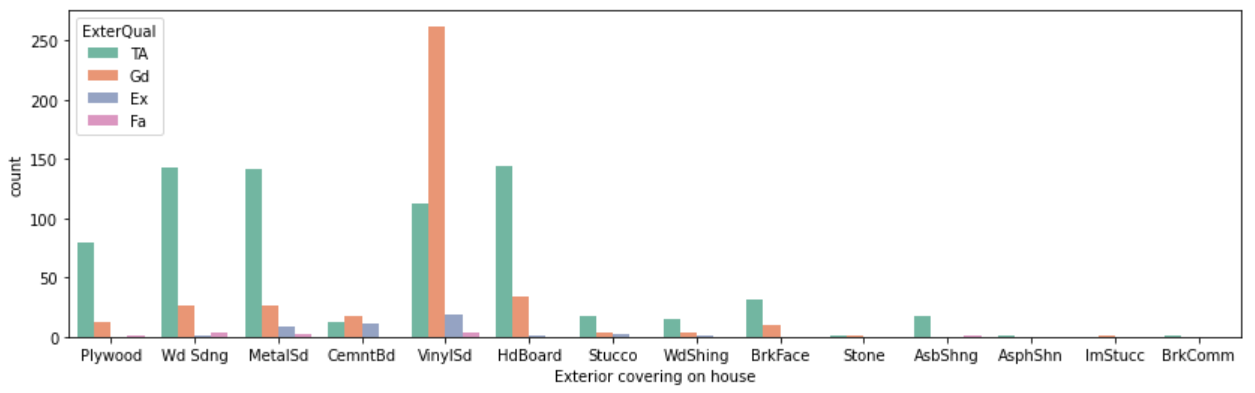 ExterQual
TA
Gd
Ex
Fa
250
200
150
100
50
0
count
Plywood Wd Sdng MetalSd CemntBd VinylSd HdBoard Stucco WdShing BrkFace Stone AsbShng AsphShn ImStucc BrkComm
Exterior covering on house